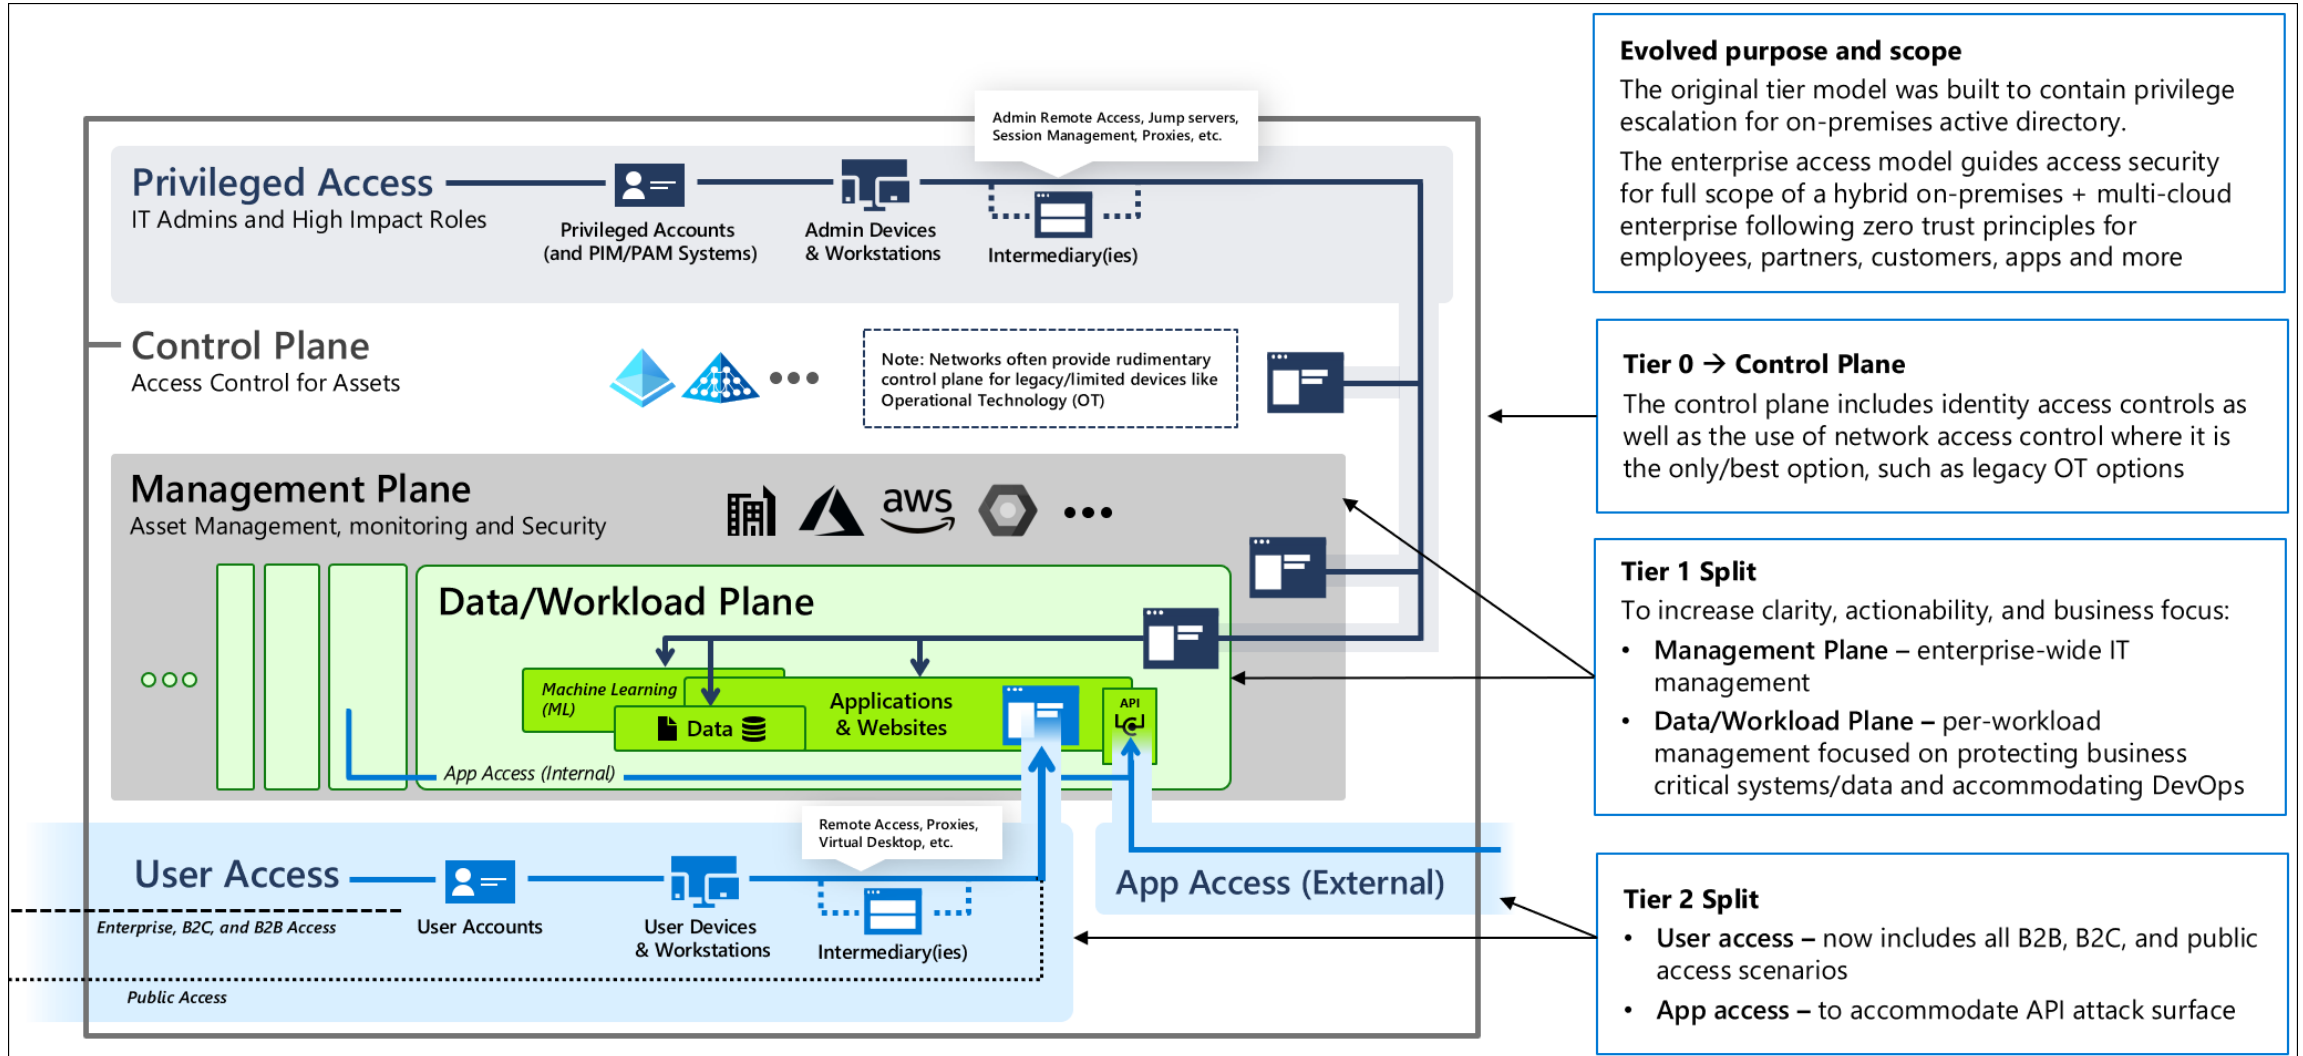 Admin Remote Access, Jump servers,
Session Management, Proxies, etc.
Privileged Access
IT Admins and High Impact Roles
Privileged Accounts
(and PIM/PAM Systems)
Admin Devices
& Workstations
Intermediary(ies)
Control Plane
Access Control for Assets
Note: Networks often provide rudimentary
control plane for legacy/limited devices like
Operational Technology (OT)
Management Plane
Asset Management, monitoring and Security
aws
Data/Workload Plane
Machine Learning
(ML)
Data
Applications
& Websites
API
App Access (Internal)
Remote Access, Proxies,
Virtual Desktop, etc.
User Access
Enterprise, B2C, and B2B Access
Public Access
User Accounts
User Devices
& Workstations
Intermediary(ies)
App Access (External)
Evolved purpose and scope
The original tier model was built to contain privilege
escalation for on-premises active directory.
The enterprise access model guides access security
for full scope of a hybrid on-premises + multi-cloud
enterprise following zero trust principles for
employees, partners, customers, apps and more
Tier 0 → Control Plane
The control plane includes identity access controls as
well as the use of network access control where it is
the only/best option, such as legacy OT options
Tier 1 Split
To increase clarity, actionability, and business focus:
• Management Plane – enterprise-wide IT
management
• Data/Workload Plane – per-workload
management focused on protecting business
critical systems/data and accommodating DevOps
Tier 2 Split
• User access – now includes all B2B, B2C, and public
access scenarios
• App access – to accommodate API attack surface